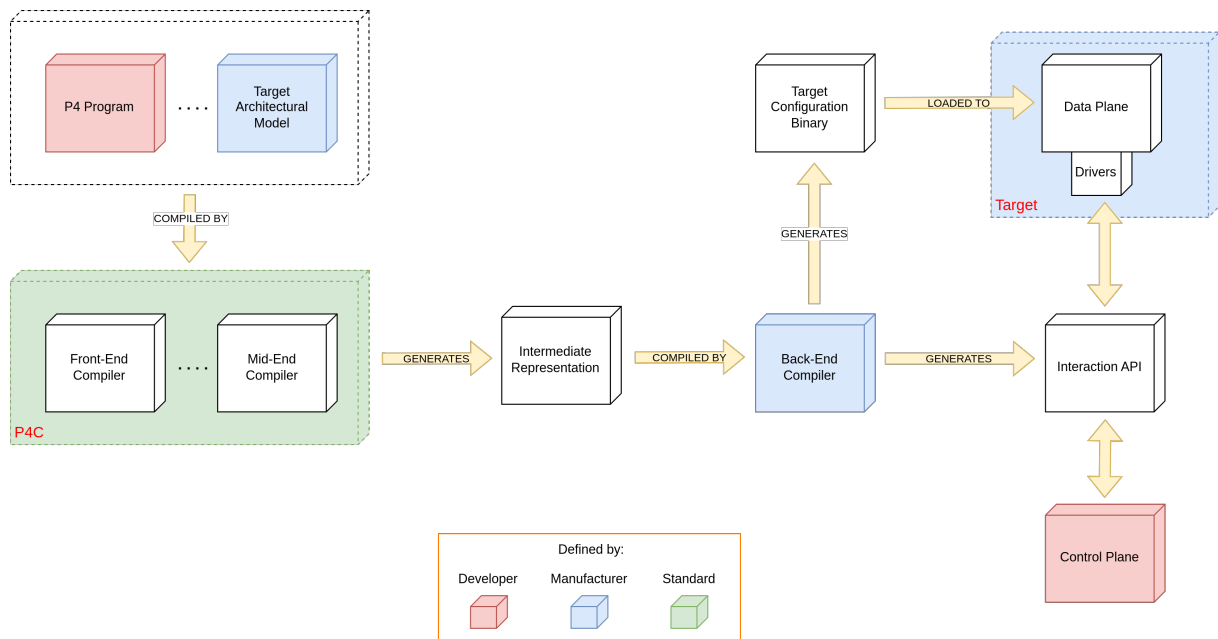 P4 Program
. . . .
Target
Architectural
Model
Target
Configuration
Binary
LOADED TO
Data Plane
Drivers
Target
COMPILED BY
GENERATES
Front-End
Compiler
. . . .
Mid-End
Compiler
P4C
GENERATES
Intermediate
Representation
COMPILED BY
Back-End
Compiler
GENERATES
Interaction API
Control Plane
Defined by:
Developer
Manufacturer
Standard